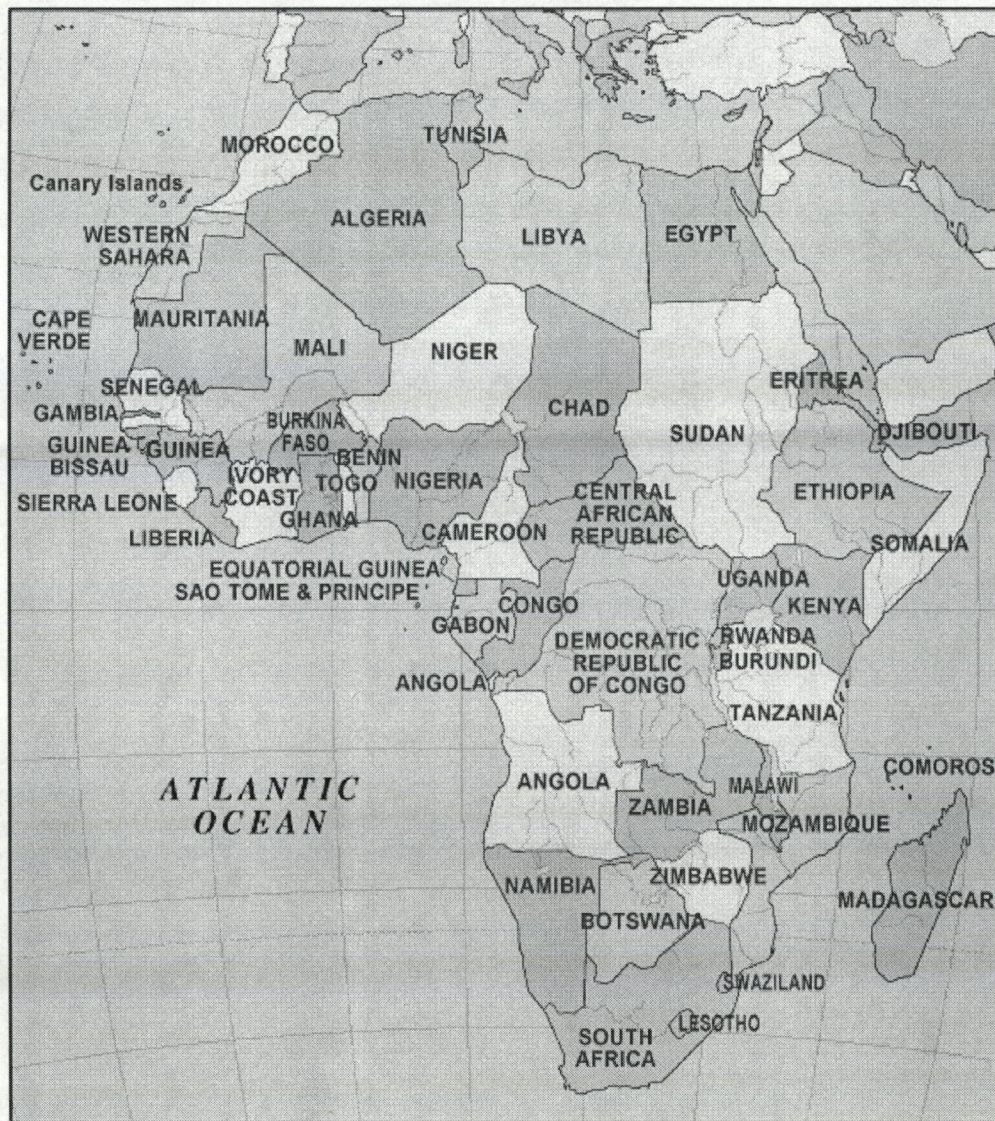 TUNISIA
MOROCCO
Canary Islands
ALGERIA
LIBYA
EGYPT
WESTERN
SAHARA
CAPE
VERDE
MAURITANIA
MALI
NIGER
CHAD
SUDAN
ERITREA
SENEGAL
GAMBIA
GUINEA
BISSAU
GUINEA
BURKINA
FASO
BENIN
DJIBOUTI
IVORY
COAST
TOGO
NIGERIA
SIERRA LEONE
GHANA
CENTRAL
AFRICAN
REPUBLIC
ETHIOPIA
LIBERIA
CAMEROON
SOMALIA
EQUATORIAL GUINEA
SAO TOME & PRINCIPE
UGANDA
KENYA
CONGO
GABON
DEMOCRATIC
REPUBLIC
OF CONGO
RWANDA
BURUNDI
ANGOLA
TANZANIA
ATLANTIC
OCEAN
ANGOLA
COMOROS
MALAWI
ZAMBIA
MOZAMBIQUE
NAMIBIA
ZIMBABWE
BOTSWANA
MADAGASCAR
SWAZILAND
LESOTHO
SOUTH
AFRICA